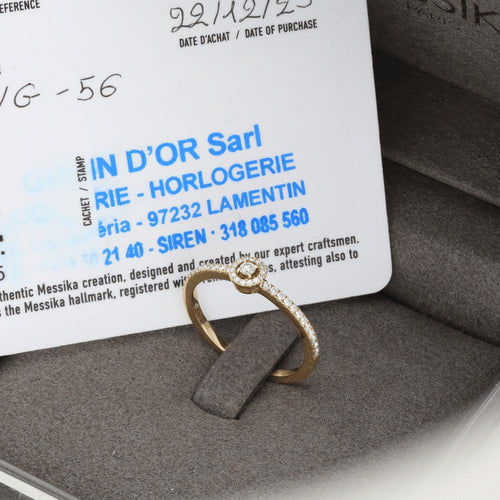 REFERENCE
22/12/23
DATE D'ACHAT / DATE OF PURCHASE
G - 56
CACHET / STAMP
D'OR Sarl
RIE - HORLOGERIE
éria - 97232 LAMENTIN
21 40 - SIREN : 318 085 560
thentic Messika creation, designed and created by our expert craftsmen.
s the Messika hallmark, registered with attesting also to